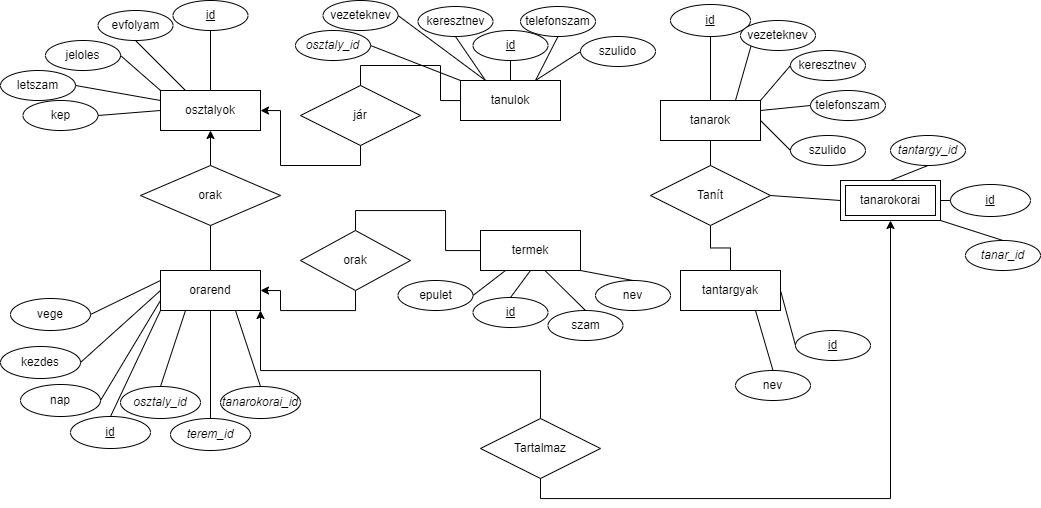 id
vezeteknev
keresztnev
telefonszam
id
evfolyam
osztaly_id
id
szulido
vezeteknev
jeloles
keresztnev
letszam
osztalyok
tanulok
telefonszam
kep
jár
tanarok
szulido
tantargy_id
orak
Tanít
tanarokorai
id
termek
tanar_id
orak
orarend
epulet
nev
tantargyak
vege
id
szam
id
kezdes
nev
nap
osztaly_id
tanarokorai_id
id
terem_id
Tartalmaz